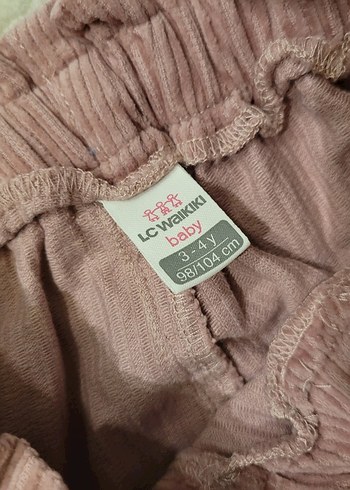 LC WAIKIKI
baby
3 - 4 y
98/104 cm